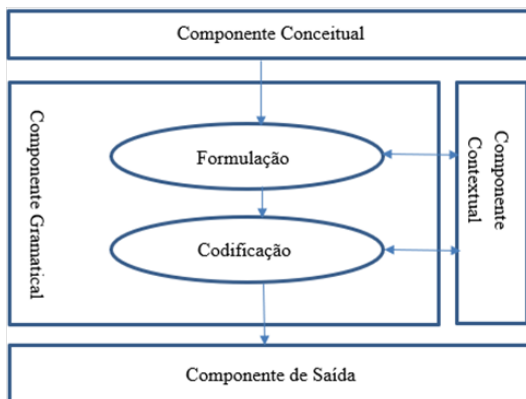 Componente Conceitual
Componente Gramatical
Formulação
Codificação
Componente
Contextual
Componente de Saída